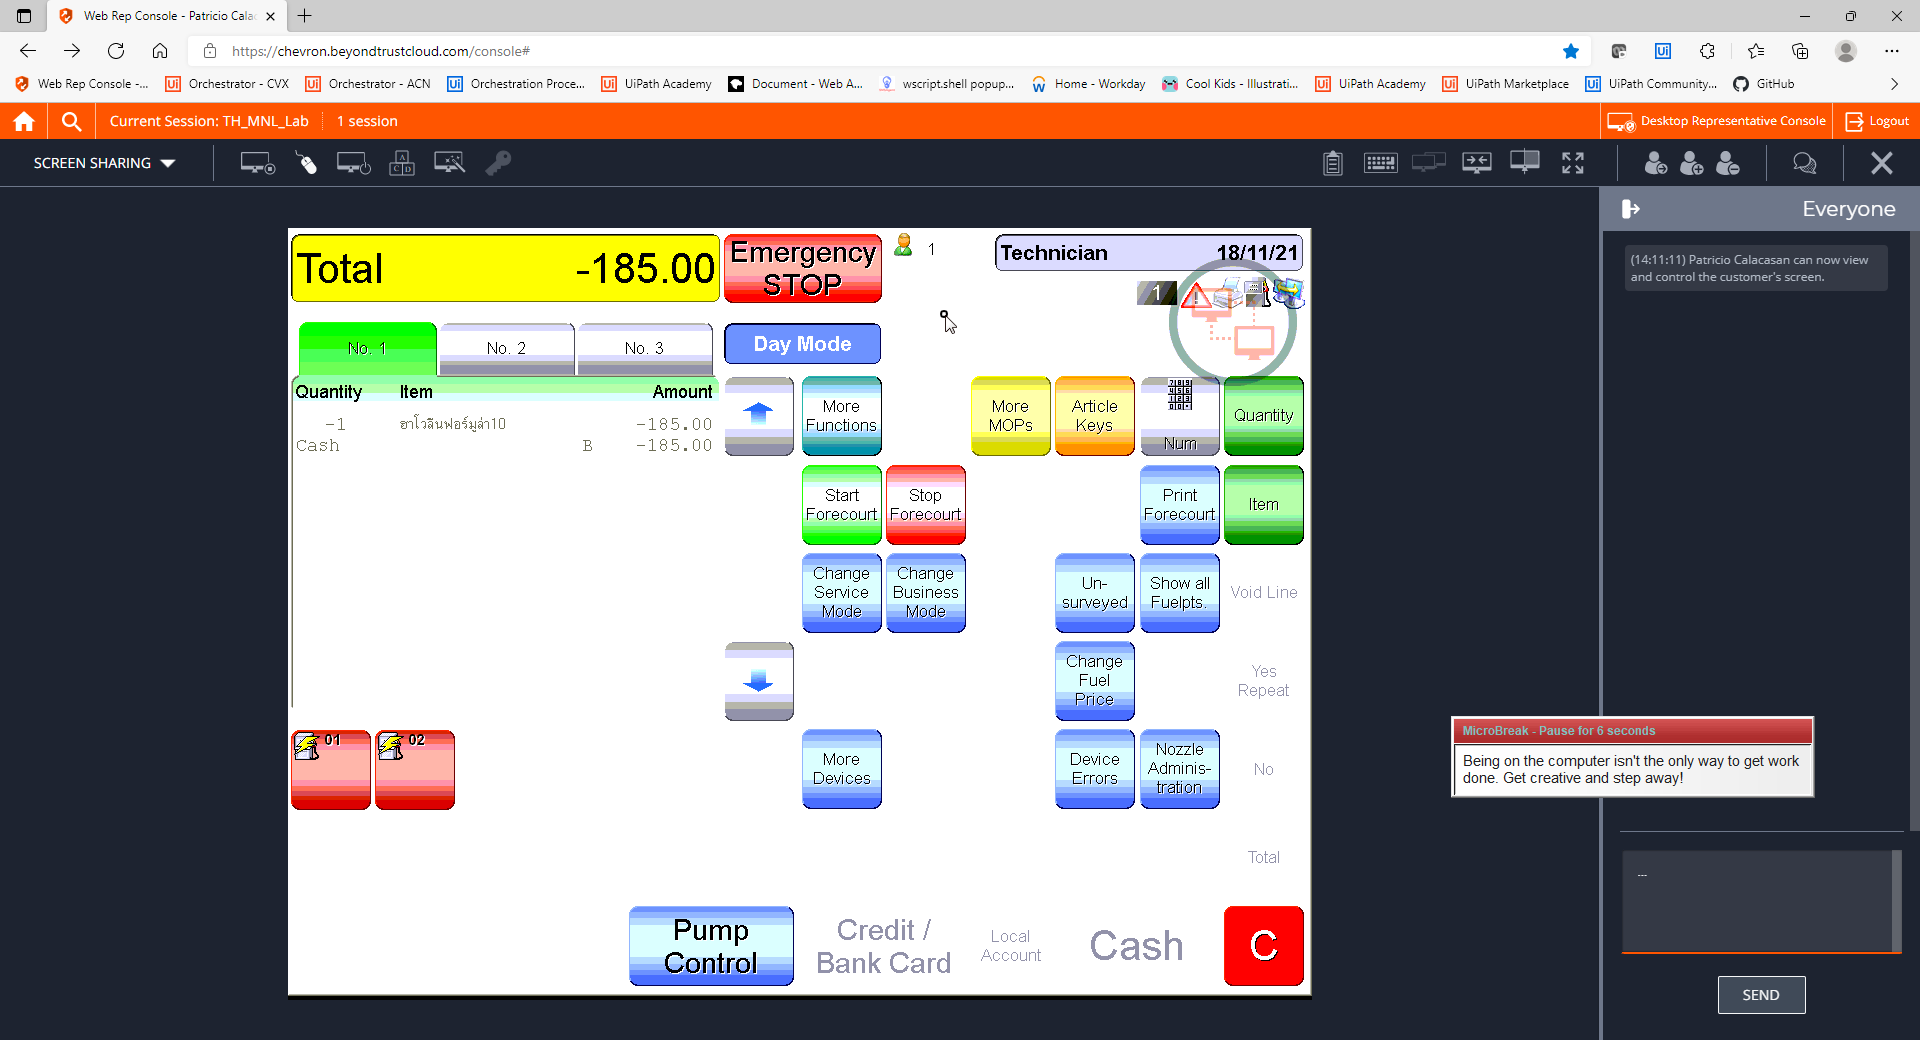 Web Rep Console - Patricio Cala
https://chevron.beyondtrustcloud.com/console#
Web Rep Console -...
Orchestrator - CVX
Orchestrator - ACN
Orchestration Proce...
UiPath Academy
Document - Web A...
wscript.shell popup...
Home - Workday
Cool Kids - Illustrati...
UiPath Academy
UiPath Marketplace
UiPath Community...
GitHub
Current Session: TH_MNL_Lab
1 session
Desktop Representative Console
Logout
SCREEN SHARING
Everyone
(14:11:11) Patricio Calacasan can now view
and control the customer's screen.
Total -185.00
Emergency
STOP
1
Technician 18/11/21
1
No. 1
No. 2
No. 3
Day Mode
Quantity Item Amount
-1 ฮาโวลินฟอร์มูล่า10 -185.00
Cash B -185.00
More
Functions
More
MOPs
Article
Keys
Num
Quantity
Start
Forecourt
Stop
Forecourt
Print
Forecourt
Item
Change
Service
Mode
Change
Business
Mode
Un-
surveyed
Show all
Fuelpts.
Void Line
Change
Fuel
Price
Yes
Repeat
01
02
More
Devices
Device
Errors
Nozzle
Adminis-
tration
No
MicroBreak - Pause for 6 seconds
Being on the computer isn't the only way to get work
done. Get creative and step away!
Total
Pump
Control
Credit /
Bank Card
Local
Account
Cash
C
...
SEND